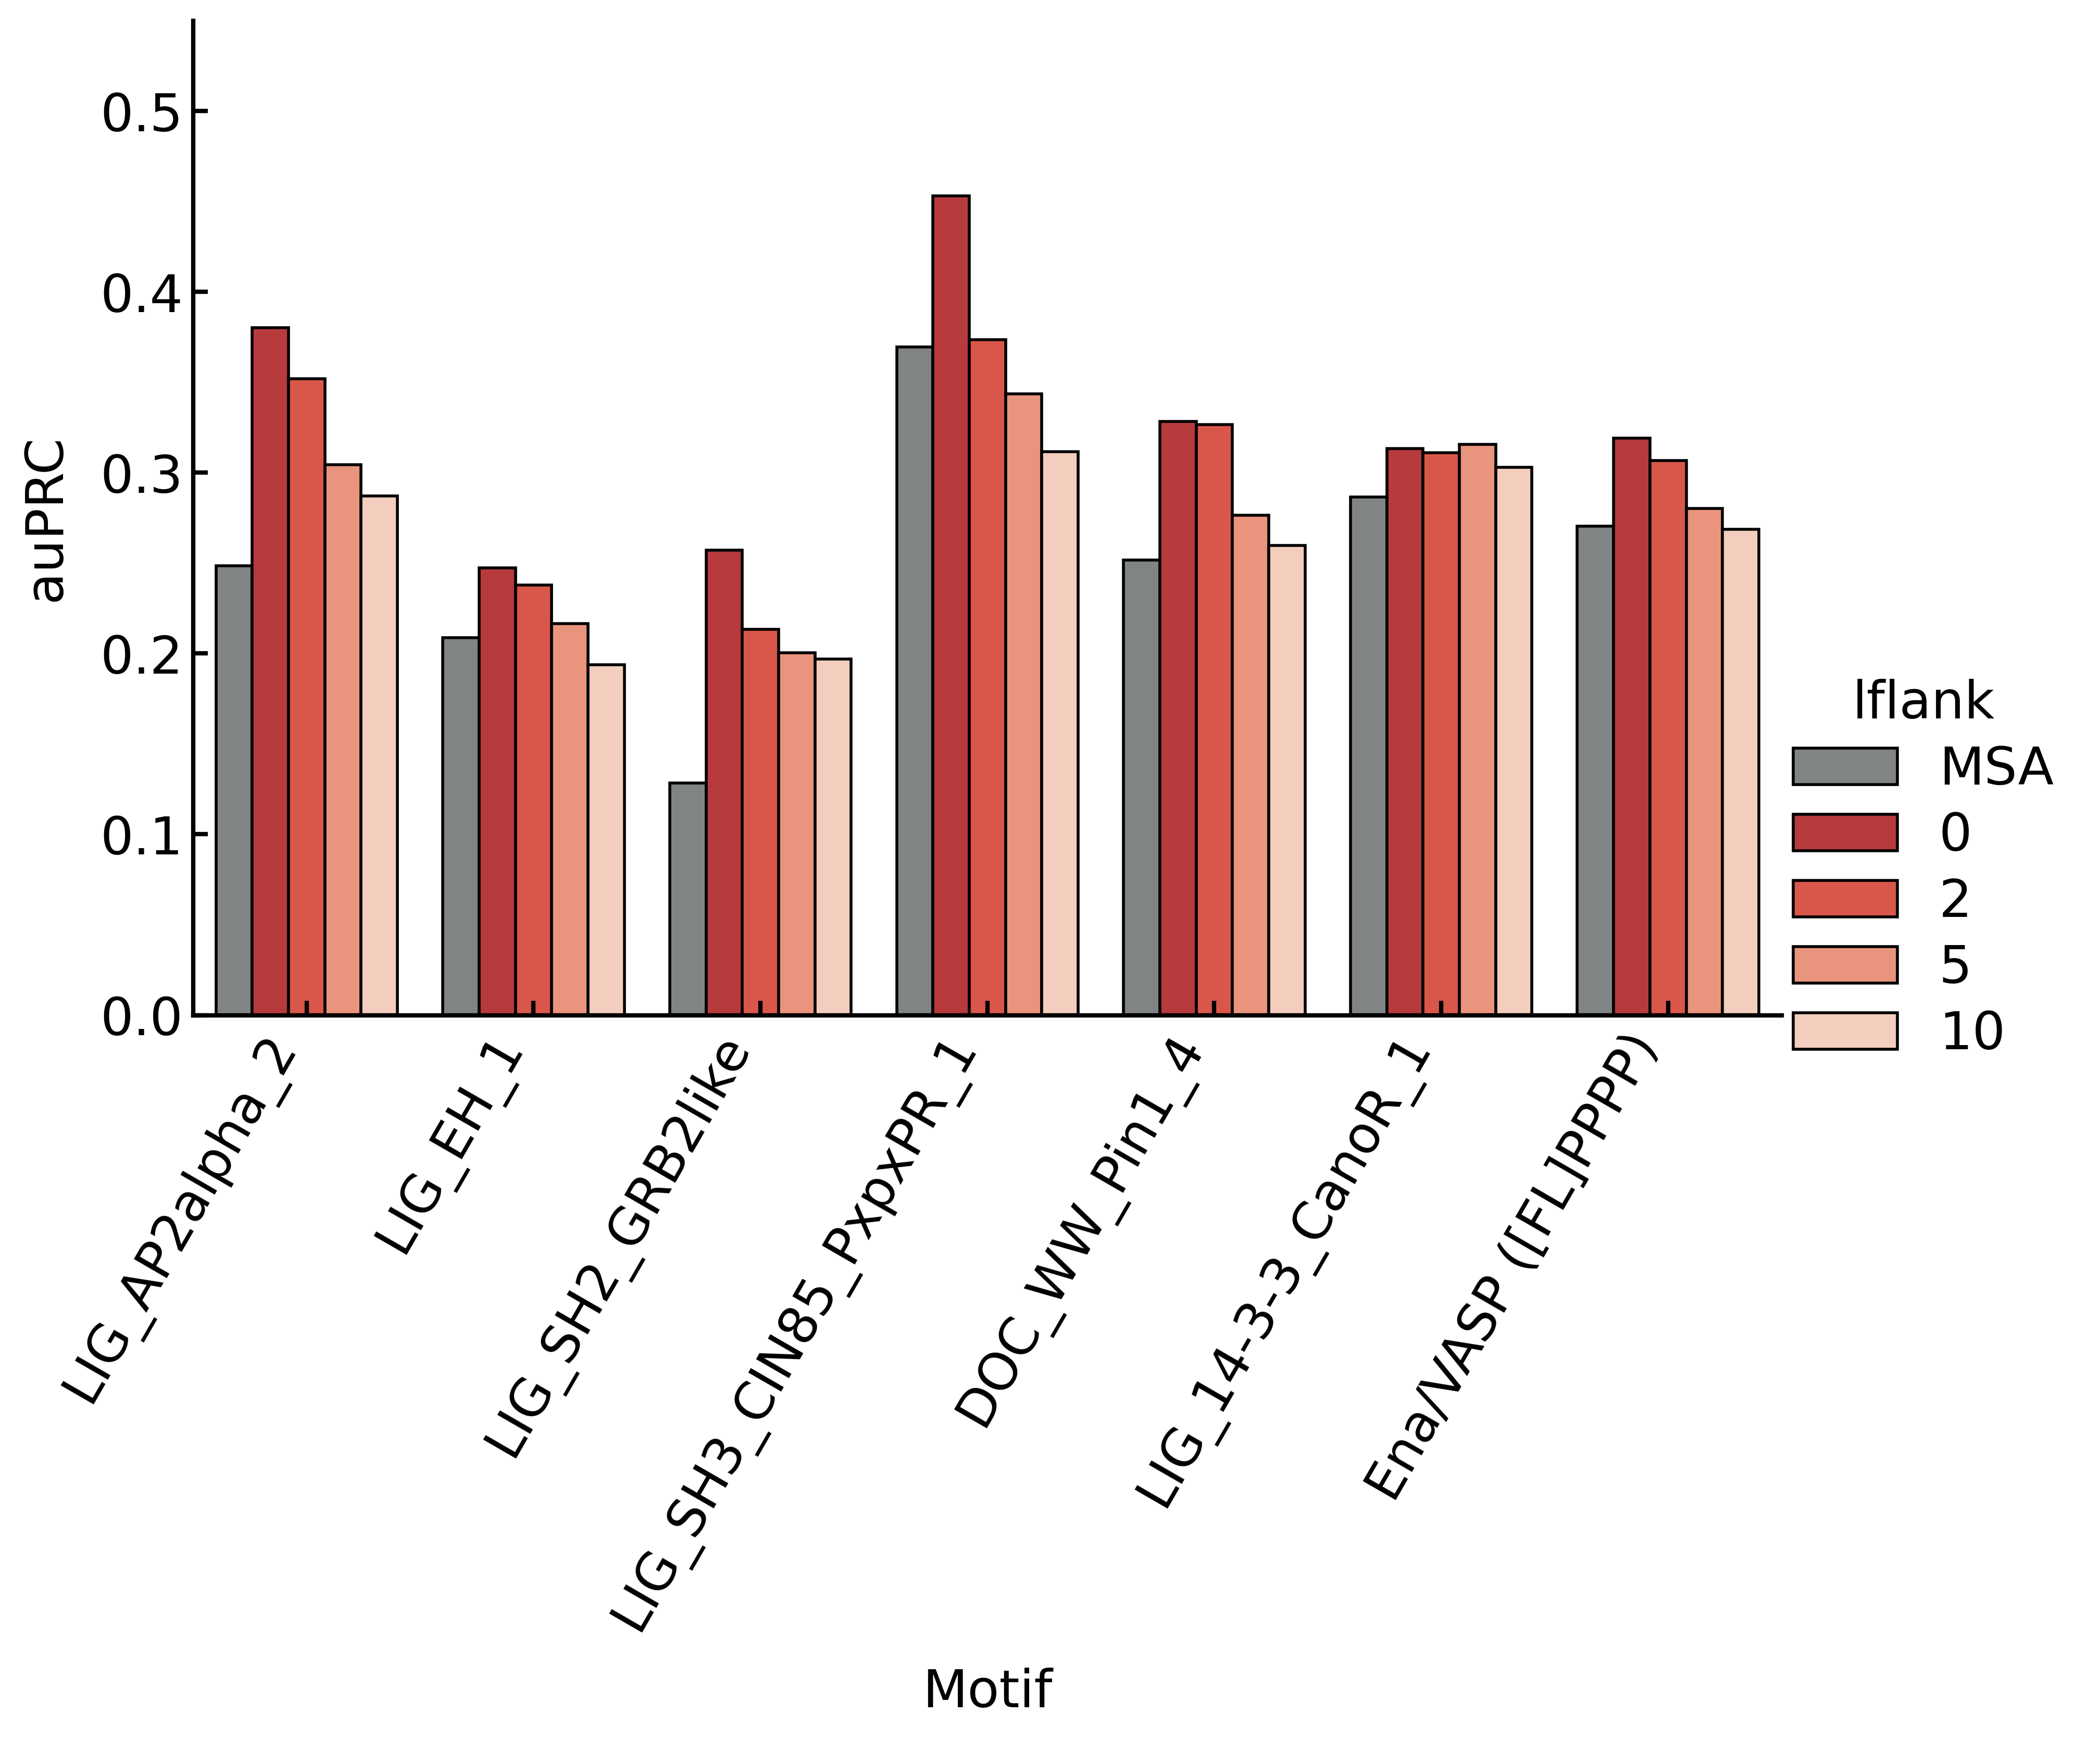 0.5
0.4
0.3
0.2
0.1
0.0
auPRC
LIG_AP2alpha_2
LIG_EH_1
LIG_SH2_GRB2like
LIG_SH3_CIN85_PxpxPR_1
DOC_WW_Pin1_4
LIG_14-3-3_CanoR_1
Ena/VASP ([FL]PPPP)
Motif
lflank
MSA
0
2
5
10